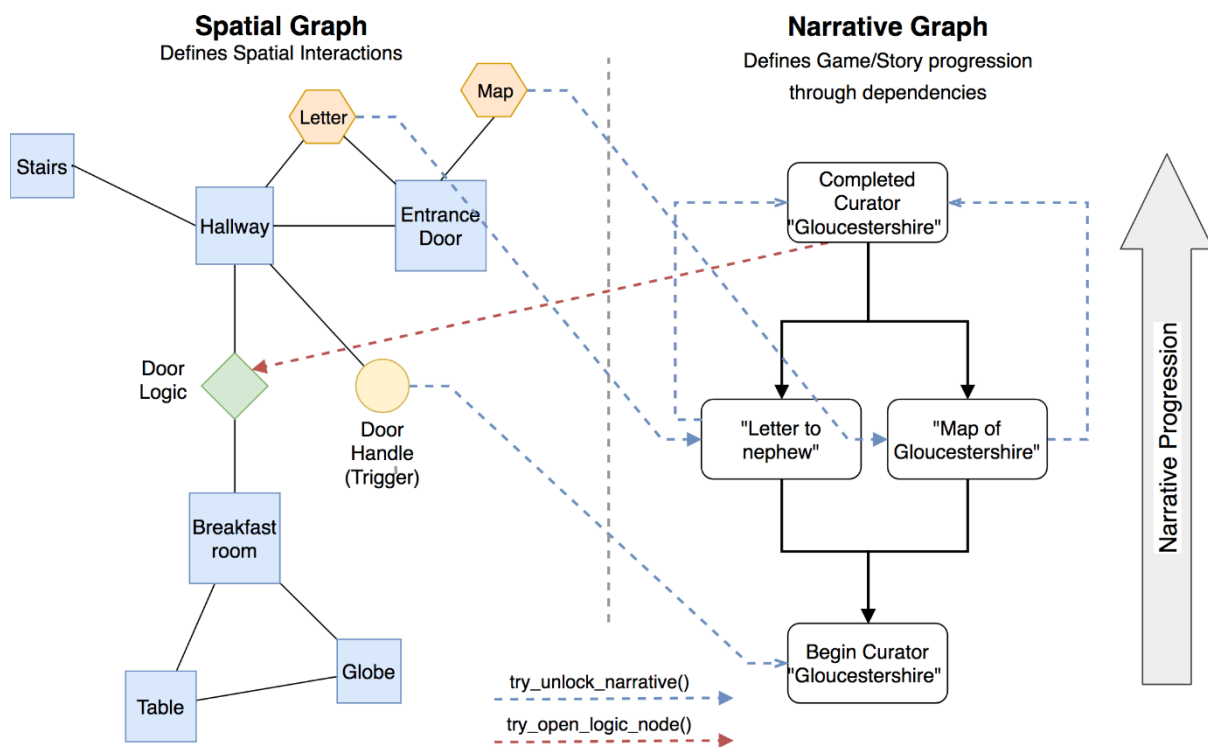 Spatial Graph
Defines Spatial Interactions
Narrative Graph
Defines Game/Story progression
through dependencies
Map
Letter
Stairs
Hallway
Entrance
Door
Door
Logic
Door
Handle
(Trigger)
Breakfast
room
Table
Globe
Completed
Curator
"Gloucestershire"
"Letter to
nephew"
"Map of
Gloucestershire"
Begin Curator
"Gloucestershire"
Narrative Progression
try_unlock_narrative()
try_open_logic_node()